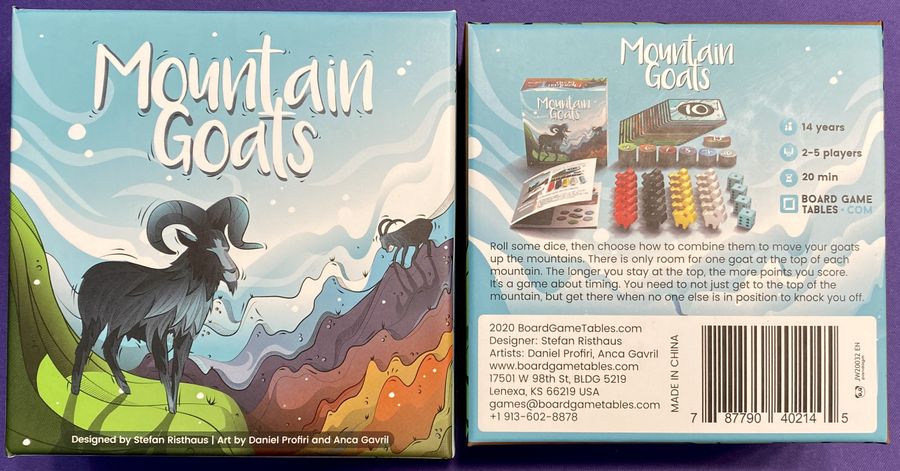 Mountain
Goats
Designed by Stefan Risthaus | Art by Daniel Profiri and Anca Gavril
Mountain
Goats
Mountain
Goats
10
14 years
2-5 players
20 min
BOARD GAME
TABLES.COM
Roll some dice, then choose how to combine them to move your goats
up the mountains. There is only room for one goat at the top of each
mountain. The longer you stay at the top, the more points you score.
It's a game about timing. You need to not just get to the top of the
mountain, but get there when no one else is in position to knock you off.
2020 BoardGameTables.com
Designer: Stefan Risthaus
Artists: Daniel Profiri, Anca Gavril
www.boardgametables.com
17501 W 98th St, BLDG 5219
Lenexa, KS 66219 USA
games@boardgametables.com
+1 913-602-8878
MADE IN CHINA
7 87790 40214 5
JW20032 EN